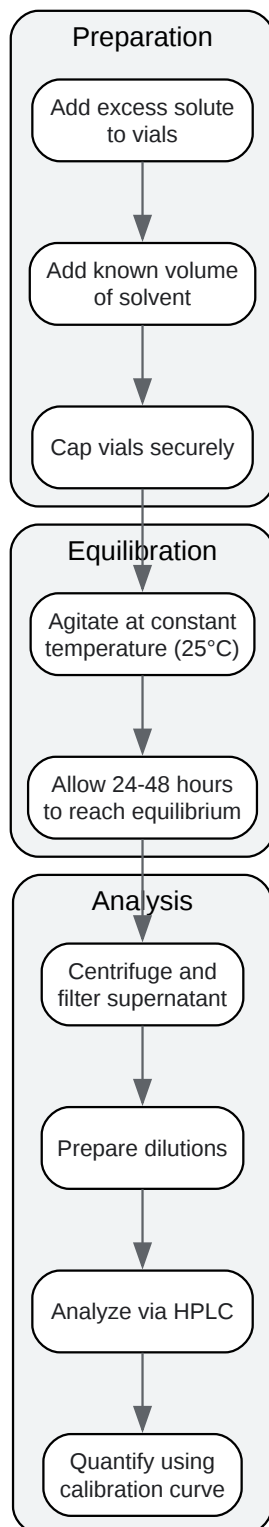 Preparation
Add excess solute
to vials
Add known volume
of solvent
Cap vials securely
Equilibration
Agitate at constant
temperature (25°C)
Allow 24-48 hours
to reach equilibrium
Analysis
Centrifuge and
filter supernatant
Prepare dilutions
Analyze via HPLC
Quantify using
calibration curve